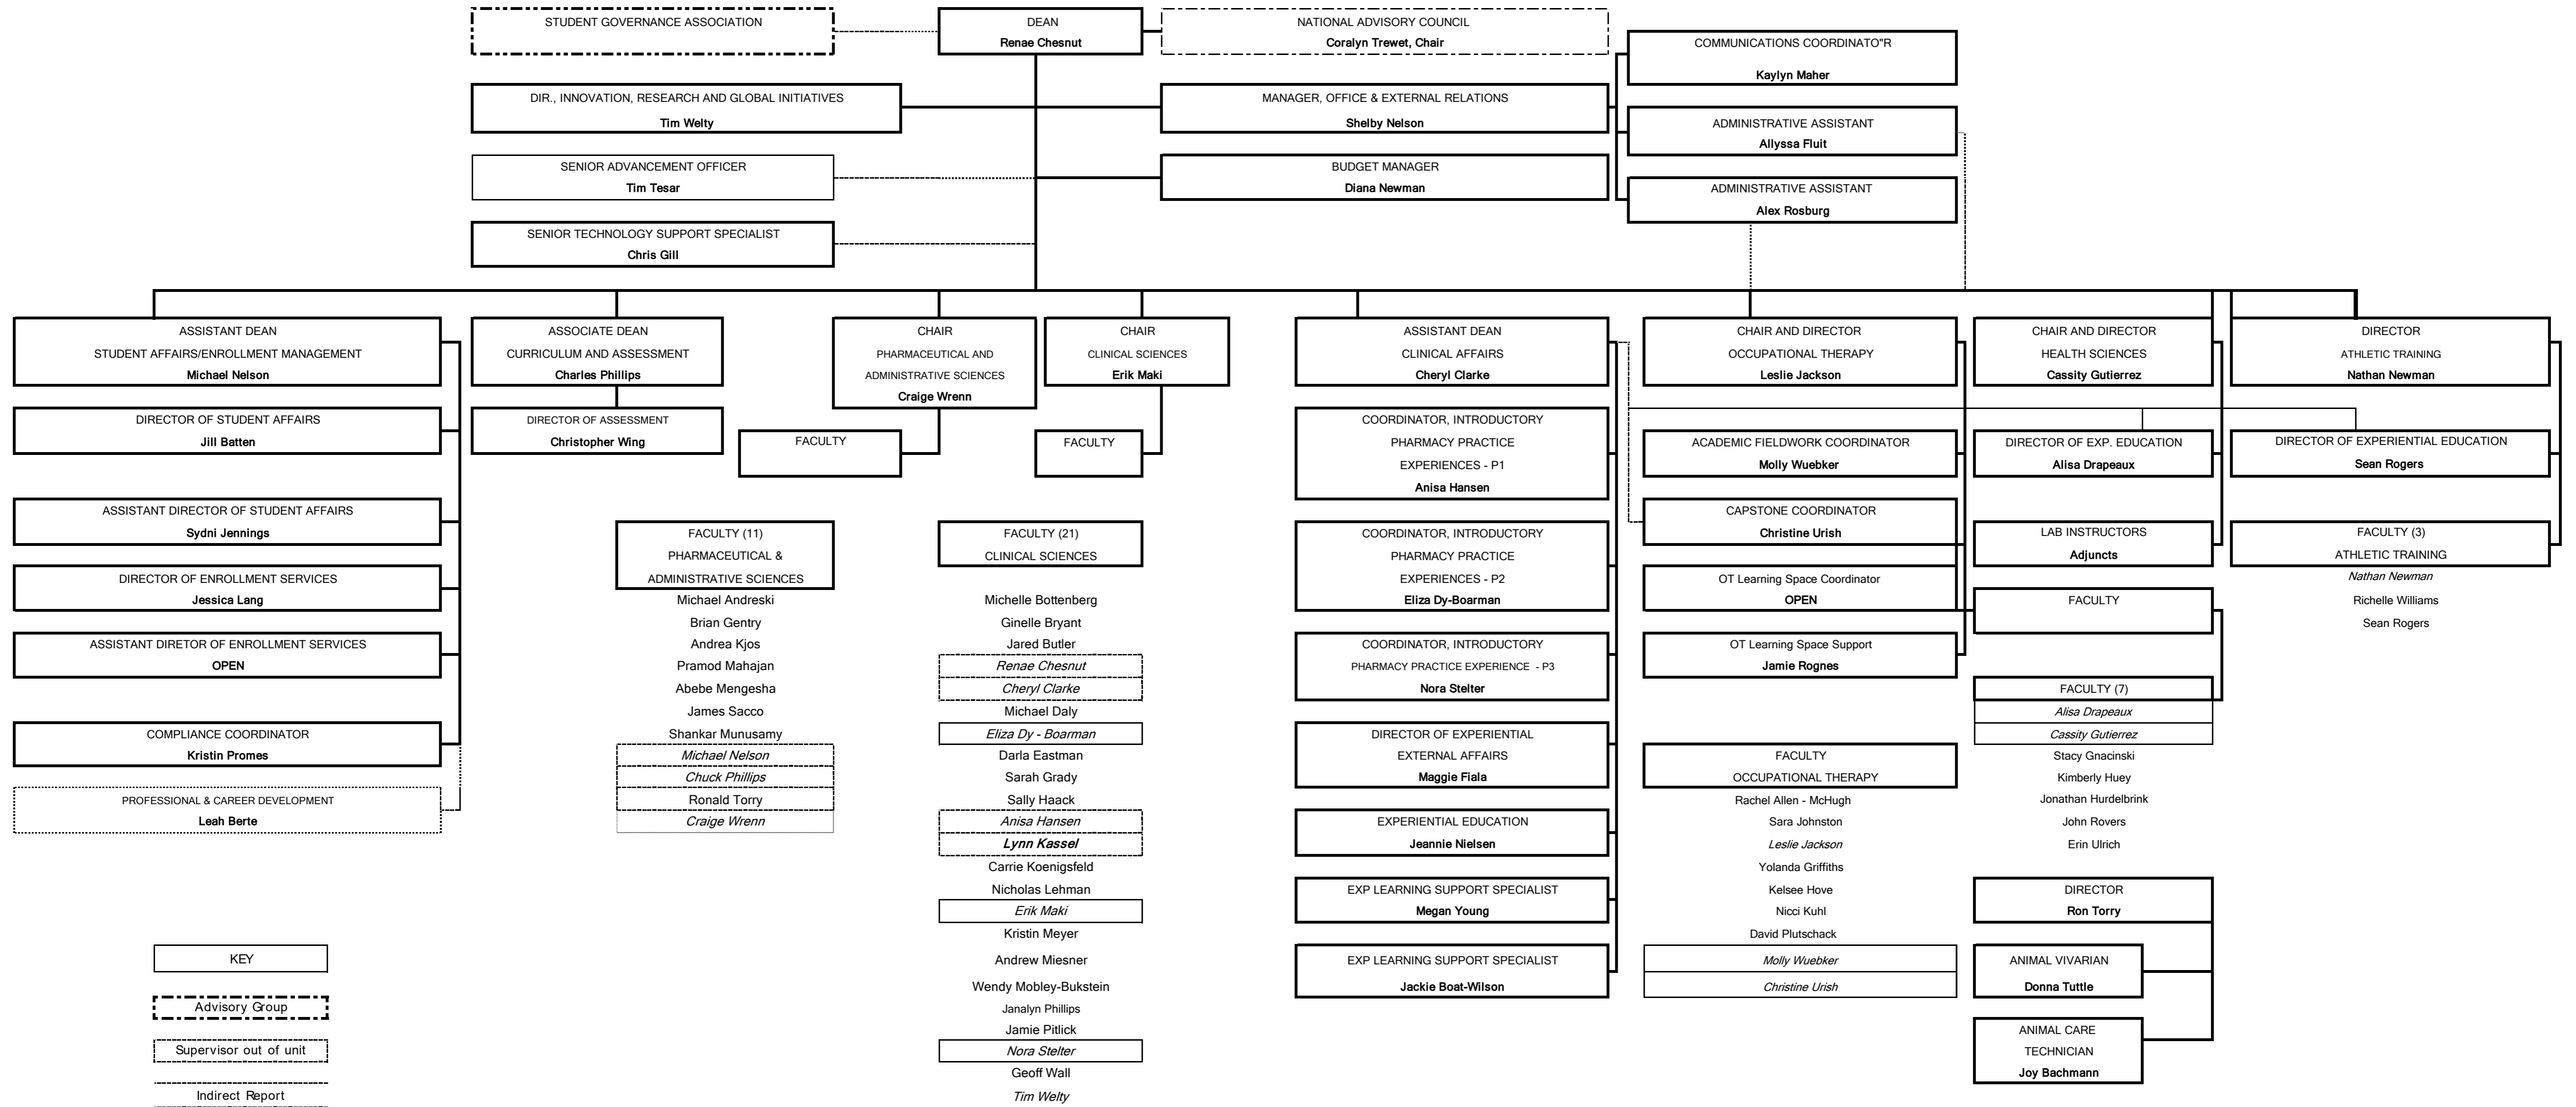 STUDENT GOVERNANCE ASSOCIATION
DEAN
Renae Chesnut
NATIONAL ADVISORY COUNCIL
Coralyn Trewet, Chair
COMMUNICATIONS COORDINATO"R
Kaylyn Maher
DIR., INNOVATION, RESEARCH AND GLOBAL INITIATIVES
Tim Welty
MANAGER, OFFICE & EXTERNAL RELATIONS
Shelby Nelson
ADMINISTRATIVE ASSISTANT
Allyssa Fluit
SENIOR ADVANCEMENT OFFICER
Tim Tesar
BUDGET MANAGER
Diana Newman
ADMINISTRATIVE ASSISTANT
Alex Rosburg
SENIOR TECHNOLOGY SUPPORT SPECIALIST
Chris Gill
ASSISTANT DEAN
STUDENT AFFAIRS/ENROLLMENT MANAGEMENT
Michael Nelson
DIRECTOR OF STUDENT AFFAIRS
Jill Batten
ASSISTANT DIRECTOR OF STUDENT AFFAIRS
Sydni Jennings
DIRECTOR OF ENROLLMENT SERVICES
Jessica Lang
ASSISTANT DIRETOR OF ENROLLMENT SERVICES
OPEN
COMPLIANCE COORDINATOR
Kristin Promes
PROFESSIONAL & CAREER DEVELOPMENT
Leah Berte
KEY
Advisory Group
Supervisor out of unit
Indirect Report
ASSOCIATE DEAN
CURRICULUM AND ASSESSMENT
Charles Phillips
DIRECTOR OF ASSESSMENT
Christopher Wing
CHAIR
PHARMACEUTICAL AND
ADMINISTRATIVE SCIENCES
Craige Wrenn
FACULTY
FACULTY (11)
PHARMACEUTICAL &
ADMINISTRATIVE SCIENCES
Michael Andreski
Brian Gentry
Andrea Kjos
Pramod Mahajan
Abebe Mengesha
James Sacco
Shankar Munusamy
Michael Nelson
Chuck Phillips
Ronald Torry
Craige Wrenn
CHAIR
CLINICAL SCIENCES
Erik Maki
FACULTY
FACULTY (21)
CLINICAL SCIENCES
Michelle Bottenberg
Ginelle Bryant
Jared Butler
Renae Chesnut
Cheryl Clarke
Michael Daly
Eliza Dy - Boarman
Darla Eastman
Sarah Grady
Sally Haack
Anisa Hansen
Lynn Kassel
Carrie Koenigsfeld
Nicholas Lehman
Erik Maki
Kristin Meyer
Andrew Miesner
Wendy Mobley-Bukstein
Janalyn Phillips
Jamie Pitlick
Nora Stelter
Geoff Wall
Tim Welty
ASSISTANT DEAN
CLINICAL AFFAIRS
Cheryl Clarke
COORDINATOR, INTRODUCTORY
PHARMACY PRACTICE
EXPERIENCES - P1
Anisa Hansen
COORDINATOR, INTRODUCTORY
PHARMACY PRACTICE
EXPERIENCES - P2
Eliza Dy-Boarman
COORDINATOR, INTRODUCTORY
PHARMACY PRACTICE EXPERIENCE - P3
Nora Stelter
DIRECTOR OF EXPERIENTIAL
EXTERNAL AFFAIRS
Maggie Fiala
EXPERIENTIAL EDUCATION
Jeannie Nielsen
EXP LEARNING SUPPORT SPECIALIST
Megan Young
EXP LEARNING SUPPORT SPECIALIST
Jackie Boat-Wilson
CHAIR AND DIRECTOR
OCCUPATIONAL THERAPY
Leslie Jackson
ACADEMIC FIELDWORK COORDINATOR
Molly Wuebker
CAPSTONE COORDINATOR
Christine Urish
OT Learning Space Coordinator
OPEN
OT Learning Space Support
Jamie Rognes
FACULTY
OCCUPATIONAL THERAPY
Rachel Allen - McHugh
Sara Johnston
Leslie Jackson
Yolanda Griffiths
Kelsee Hove
Nicci Kuhl
David Plutschack
Molly Wuebker
Christine Urish
CHAIR AND DIRECTOR
HEALTH SCIENCES
Cassity Gutierrez
DIRECTOR OF EXP. EDUCATION
Alisa Drapeaux
LAB INSTRUCTORS
Adjuncts
FACULTY
FACULTY (7)
Alisa Drapeaux
Cassity Gutierrez
Stacy Gnacinski
Kimberly Huey
Jonathan Hurdelbrink
John Rovers
Erin Ulrich
DIRECTOR
Ron Torry
ANIMAL VIVARIAN
Donna Tuttle
ANIMAL CARE
TECHNICIAN
Joy Bachmann
DIRECTOR
ATHLETIC TRAINING
Nathan Newman
DIRECTOR OF EXPERIENTIAL EDUCATION
Sean Rogers
FACULTY (3)
ATHLETIC TRAINING
Nathan Newman
Richelle Williams
Sean Rogers